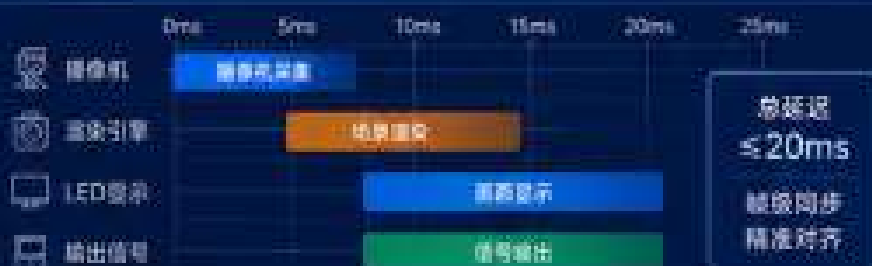 0ms 5ms 10ms 15ms 20ms 25ms
摄像机 摄像机采集
渲染引擎 场景渲染
LED显示 画面显示
输出信号 信号输出
总延迟
≤20ms
帧级同步
精准对齐